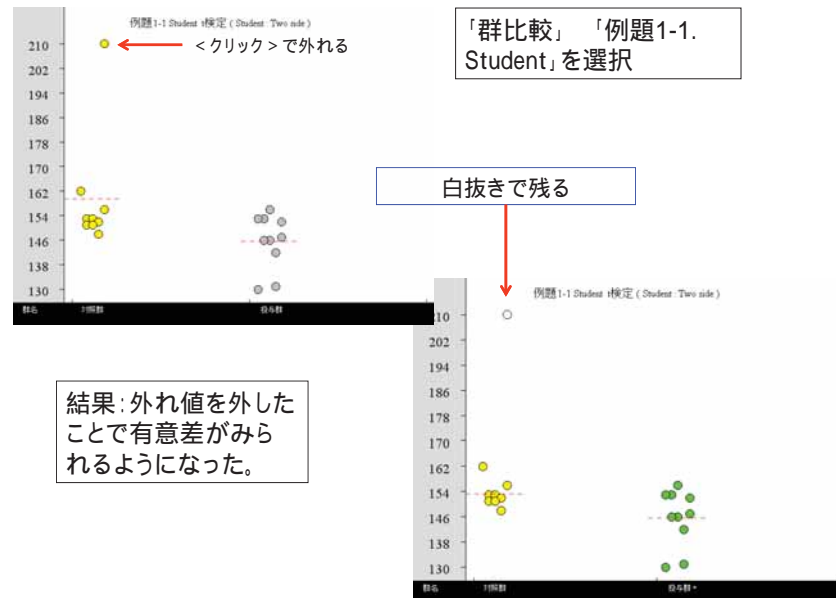 例題1-1 Student t検定 ( Student : Two side )
＜クリック＞で外れる
210
202
194
186
178
170
162
154
146
138
130
群名 対照群 投与群
「群比較」 「例題1-1.
Student」を選択
白抜きで残る
例題1-1 Student t検定 ( Student : Two side )
10
202
194
186
178
170
162
154
146
138
130
群名 対照群 投与群*
結果：外れ値を外した
ことで有意差がみら
れるようになった。